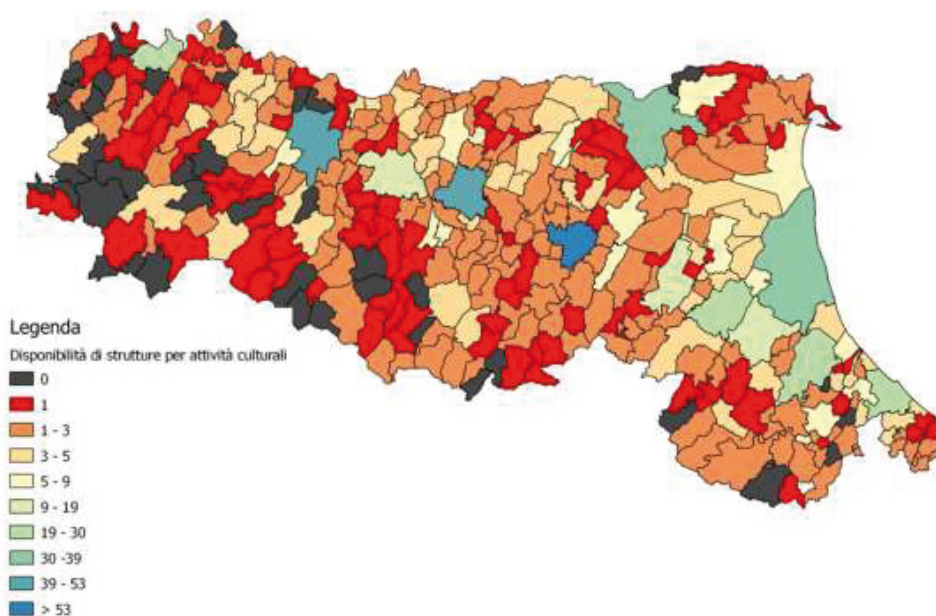 Legenda
Disponibilità di strutture per attività culturali
0
1
1 - 3
3 - 5
5 - 9
9 - 19
19 - 30
30 -39
39 - 53
> 53